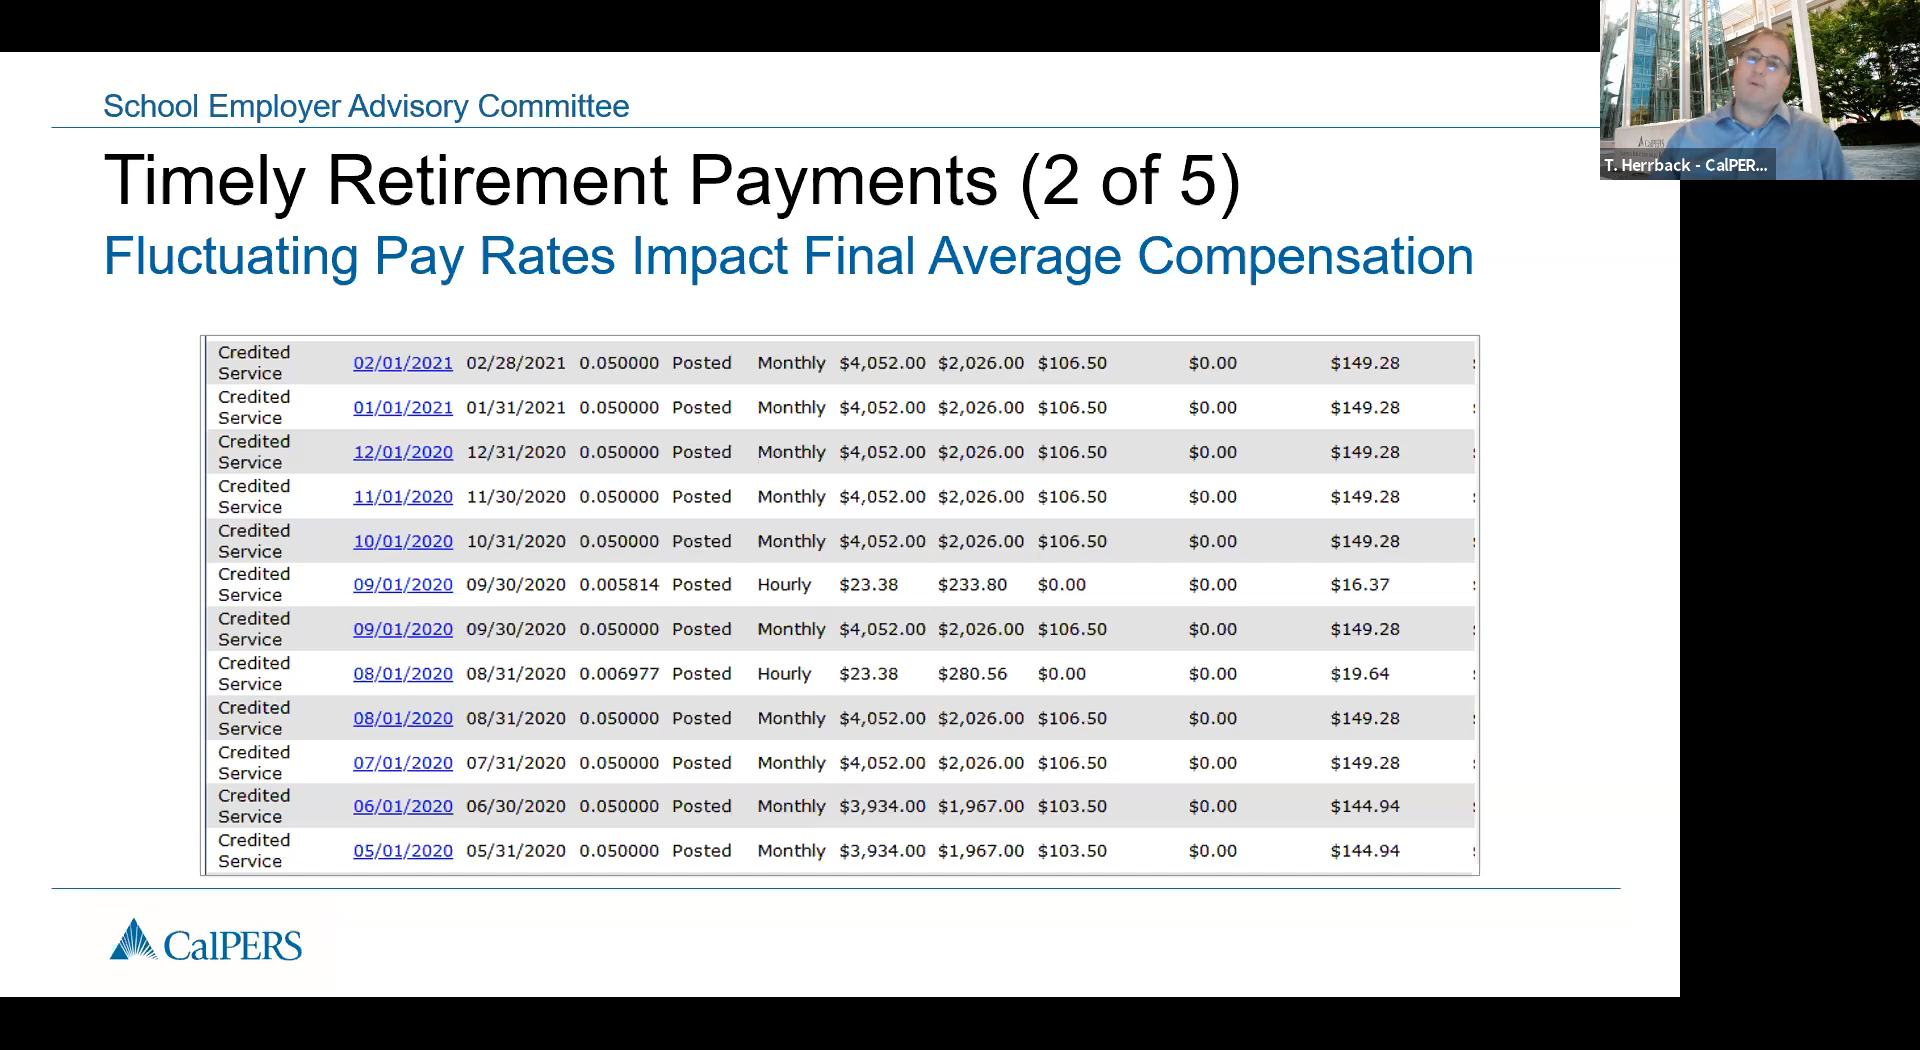 School Employer Advisory Committee
Timely Retirement Payments (2 of 5)
Fluctuating Pay Rates Impact Final Average Compensation
CalPERS
T. Herrback - CalPER...
Credited Service 02/01/2021 02/28/2021 0.050000 Posted Monthly $4,052.00 $2,026.00 $106.50 $0.00 $149.28
Credited Service 01/01/2021 01/31/2021 0.050000 Posted Monthly $4,052.00 $2,026.00 $106.50 $0.00 $149.28
Credited Service 12/01/2020 12/31/2020 0.050000 Posted Monthly $4,052.00 $2,026.00 $106.50 $0.00 $149.28
Credited Service 11/01/2020 11/30/2020 0.050000 Posted Monthly $4,052.00 $2,026.00 $106.50 $0.00 $149.28
Credited Service 10/01/2020 10/31/2020 0.050000 Posted Monthly $4,052.00 $2,026.00 $106.50 $0.00 $149.28
Credited Service 09/01/2020 09/30/2020 0.005814 Posted Hourly $23.38 $233.80 $0.00 $0.00 $16.37
Credited Service 09/01/2020 09/30/2020 0.050000 Posted Monthly $4,052.00 $2,026.00 $106.50 $0.00 $149.28
Credited Service 08/01/2020 08/31/2020 0.006977 Posted Hourly $23.38 $280.56 $0.00 $0.00 $19.64
Credited Service 08/01/2020 08/31/2020 0.050000 Posted Monthly $4,052.00 $2,026.00 $106.50 $0.00 $149.28
Credited Service 07/01/2020 07/31/2020 0.050000 Posted Monthly $4,052.00 $2,026.00 $106.50 $0.00 $149.28
Credited Service 06/01/2020 06/30/2020 0.050000 Posted Monthly $3,934.00 $1,967.00 $103.50 $0.00 $144.94
Credited Service 05/01/2020 05/31/2020 0.050000 Posted Monthly $3,934.00 $1,967.00 $103.50 $0.00 $144.94
CalPERS